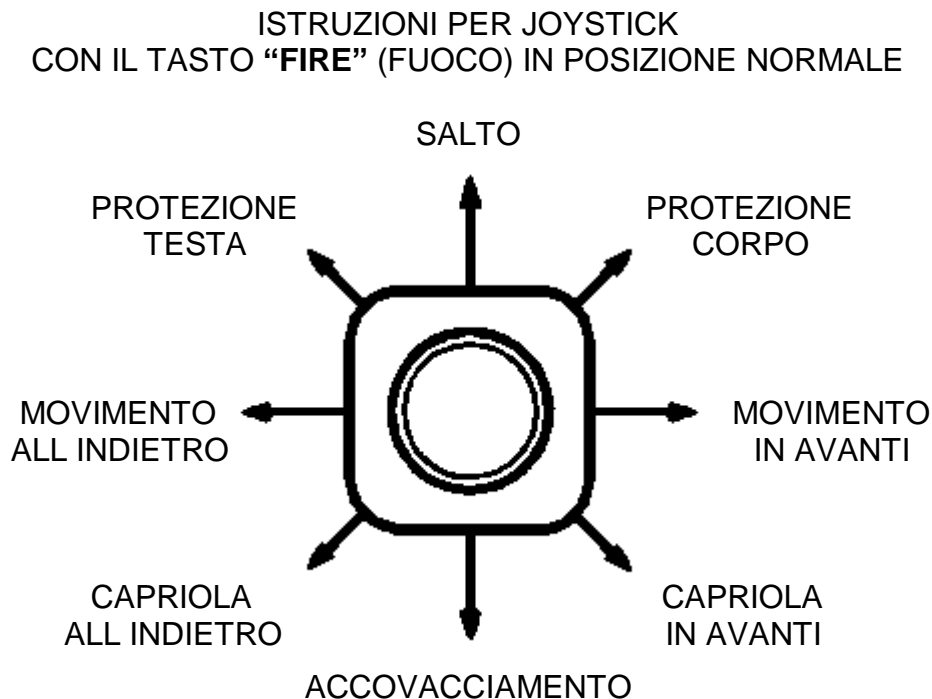 ISTRUZIONI PER JOYSTICK
CON IL TASTO “FIRE” (FUOCO) IN POSIZIONE NORMALE
SALTO
PROTEZIONE
TESTA
PROTEZIONE
CORPO
MOVIMENTO
ALL INDIETRO
MOVIMENTO
IN AVANTI
CAPRIOLA
ALL INDIETRO
CAPRIOLA
IN AVANTI
ACCOVACCIAMENTO